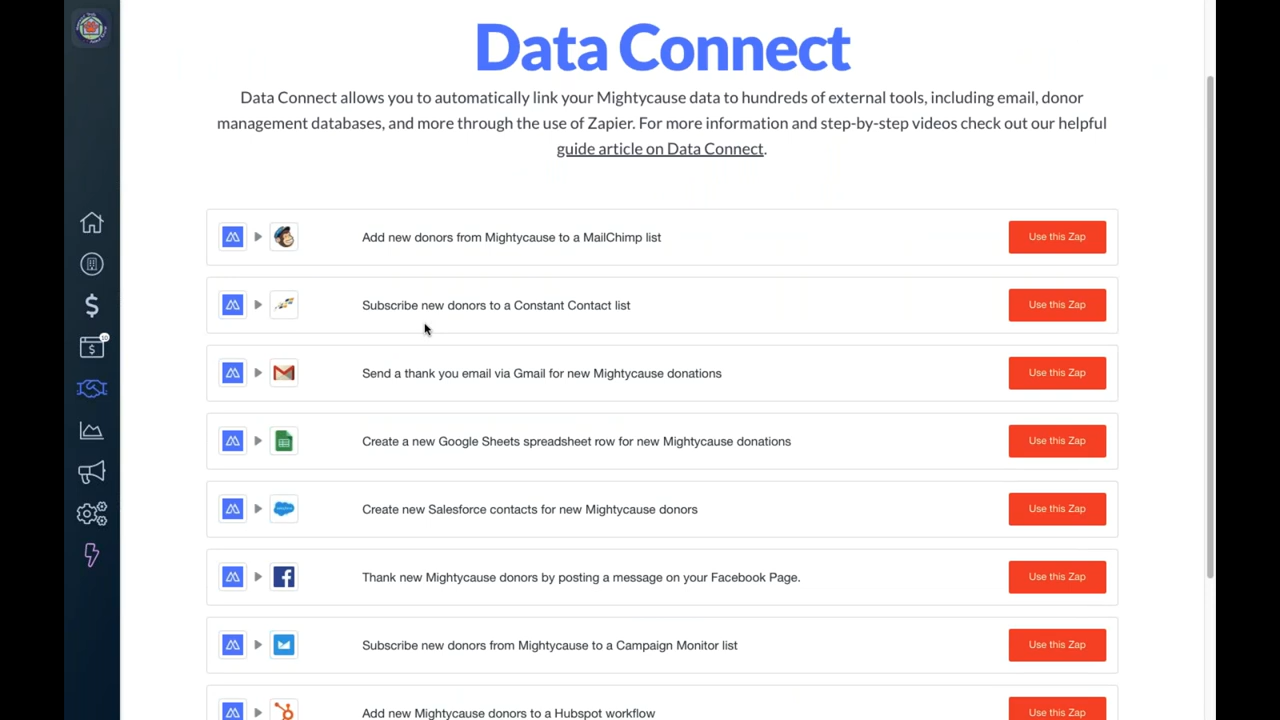 Data Connect
Data Connect allows you to automatically link your Mightycause data to hundreds of external tools, including email, donor
management databases, and more through the use of Zapier. For more information and step-by-step videos check out our helpful
guide article on Data Connect.
Add new donors from Mightycause to a MailChimp list
Use this Zap
Subscribe new donors to a Constant Contact list
Use this Zap
Send a thank you email via Gmail for new Mightycause donations
Use this Zap
Create a new Google Sheets spreadsheet row for new Mightycause donations
Use this Zap
Create new Salesforce contacts for new Mightycause donors
Use this Zap
Thank new Mightycause donors by posting a message on your Facebook Page.
Use this Zap
Subscribe new donors from Mightycause to a Campaign Monitor list
Use this Zap
Add new Mightycause donors to a Hubspot workflow
Use this Zap